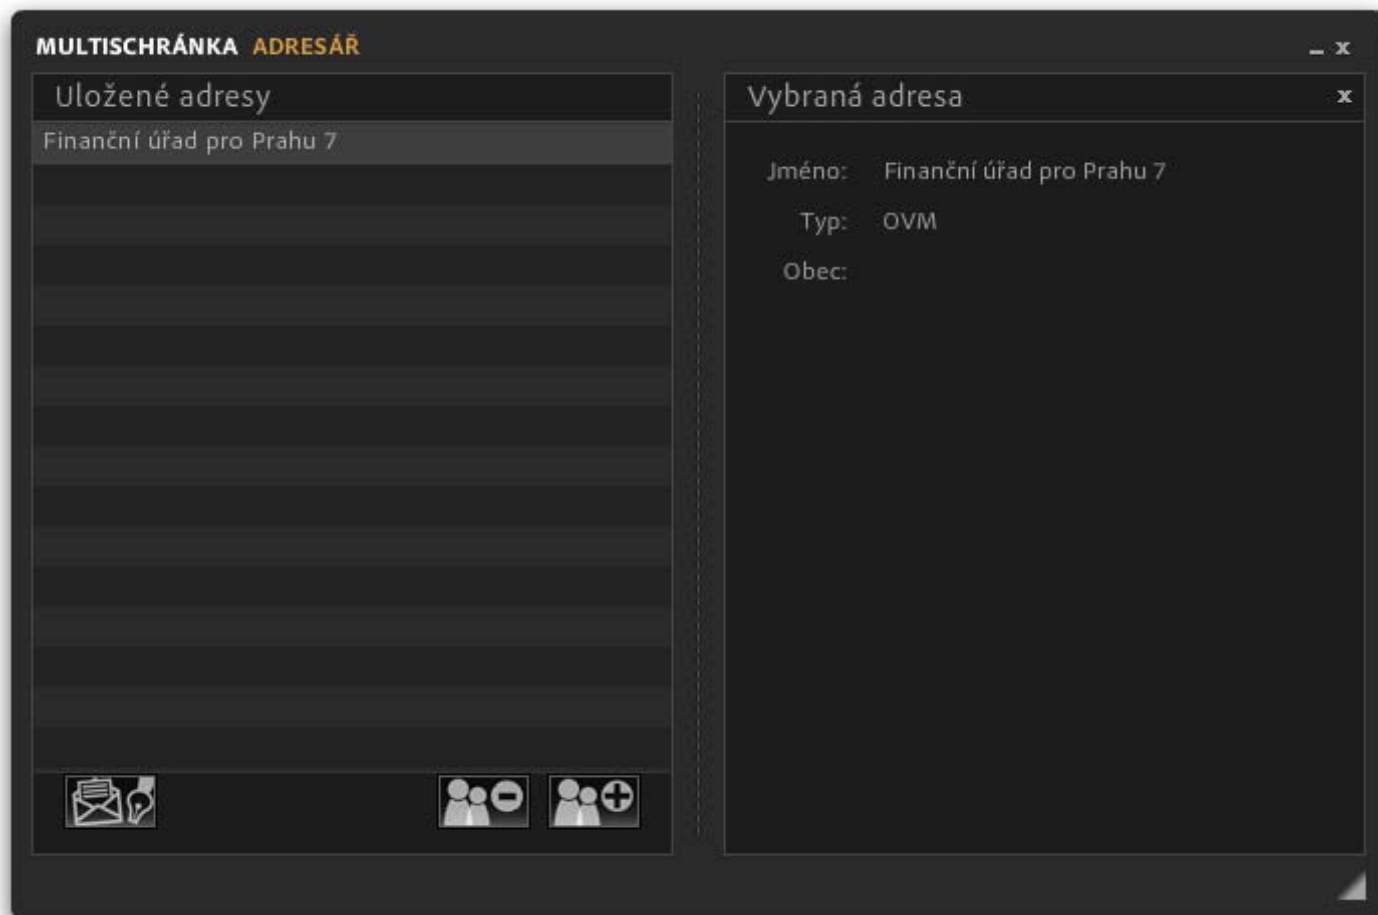 MULTISCHRÁNKA ADRESÁŘ
Uložené adresy
Finanční úřad pro Prahu 7
Vybraná adresa
Jméno: Finanční úřad pro Prahu 7
Typ: OVM
Obec: